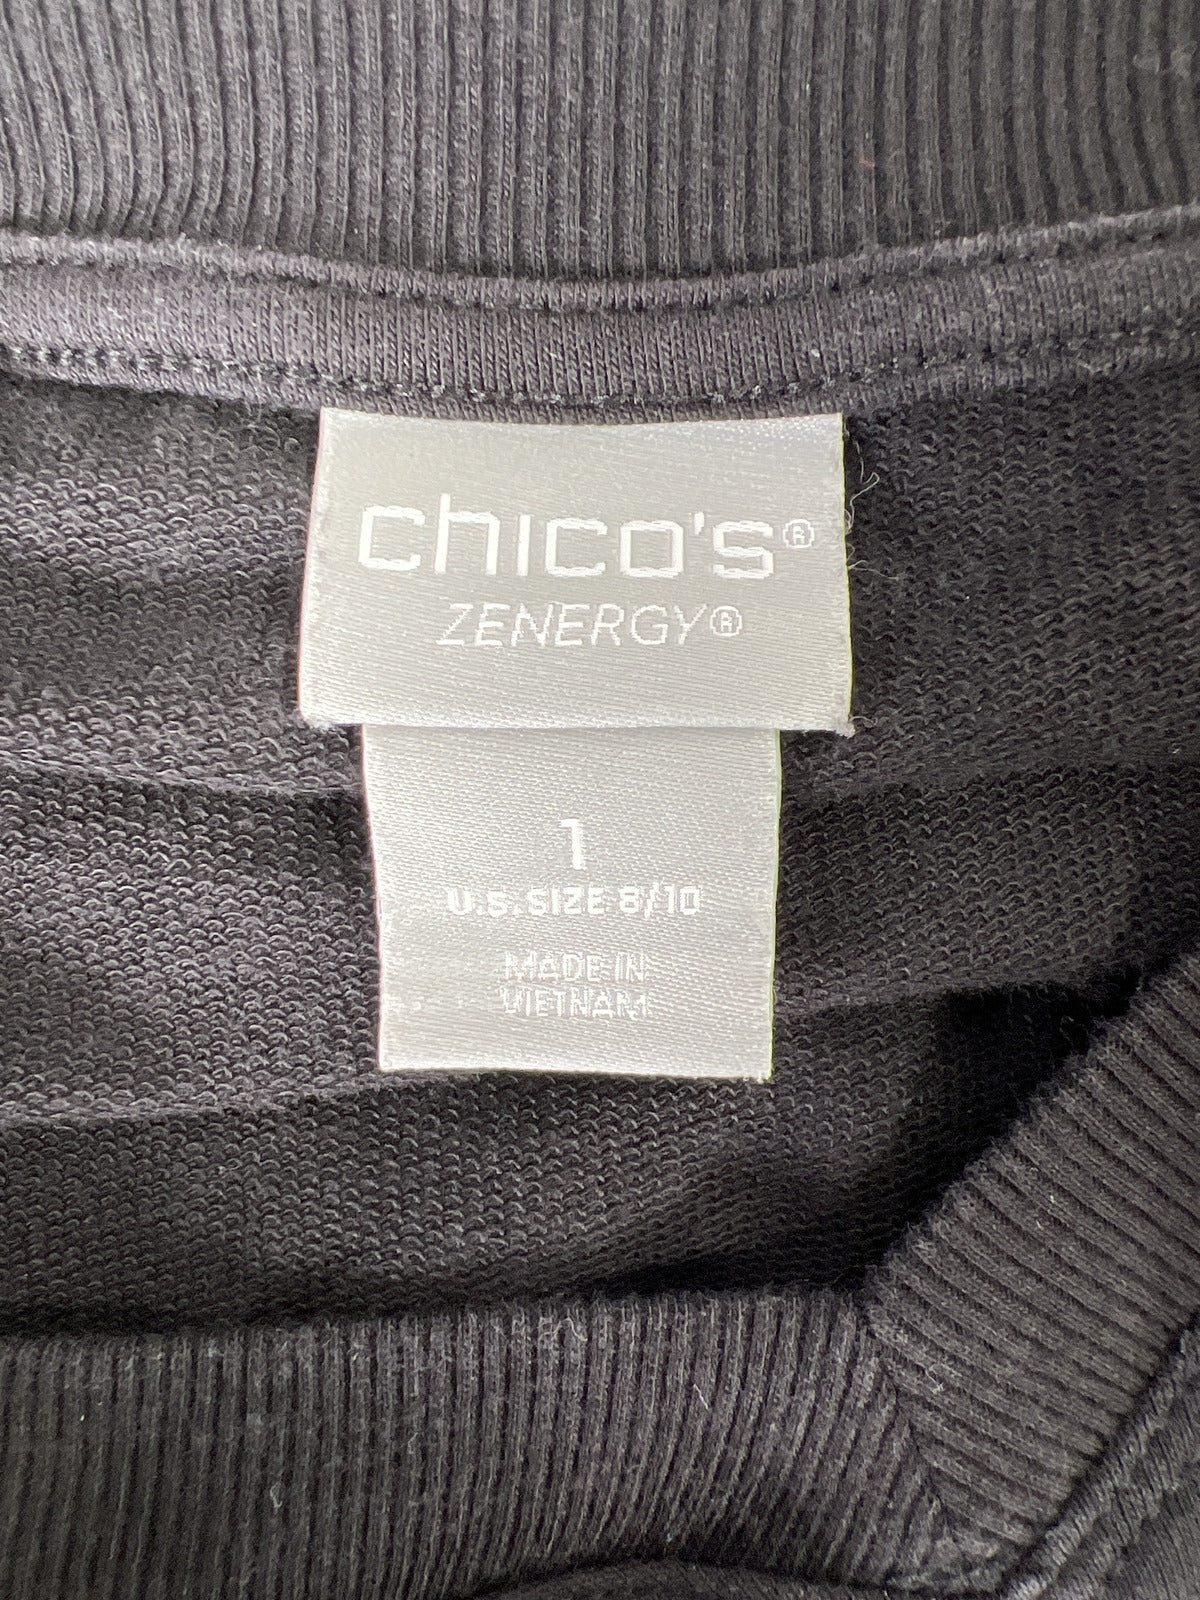 chico's®
ZENERGY®
1
U.S. SIZE 8/10
MADE IN
VIETNAM